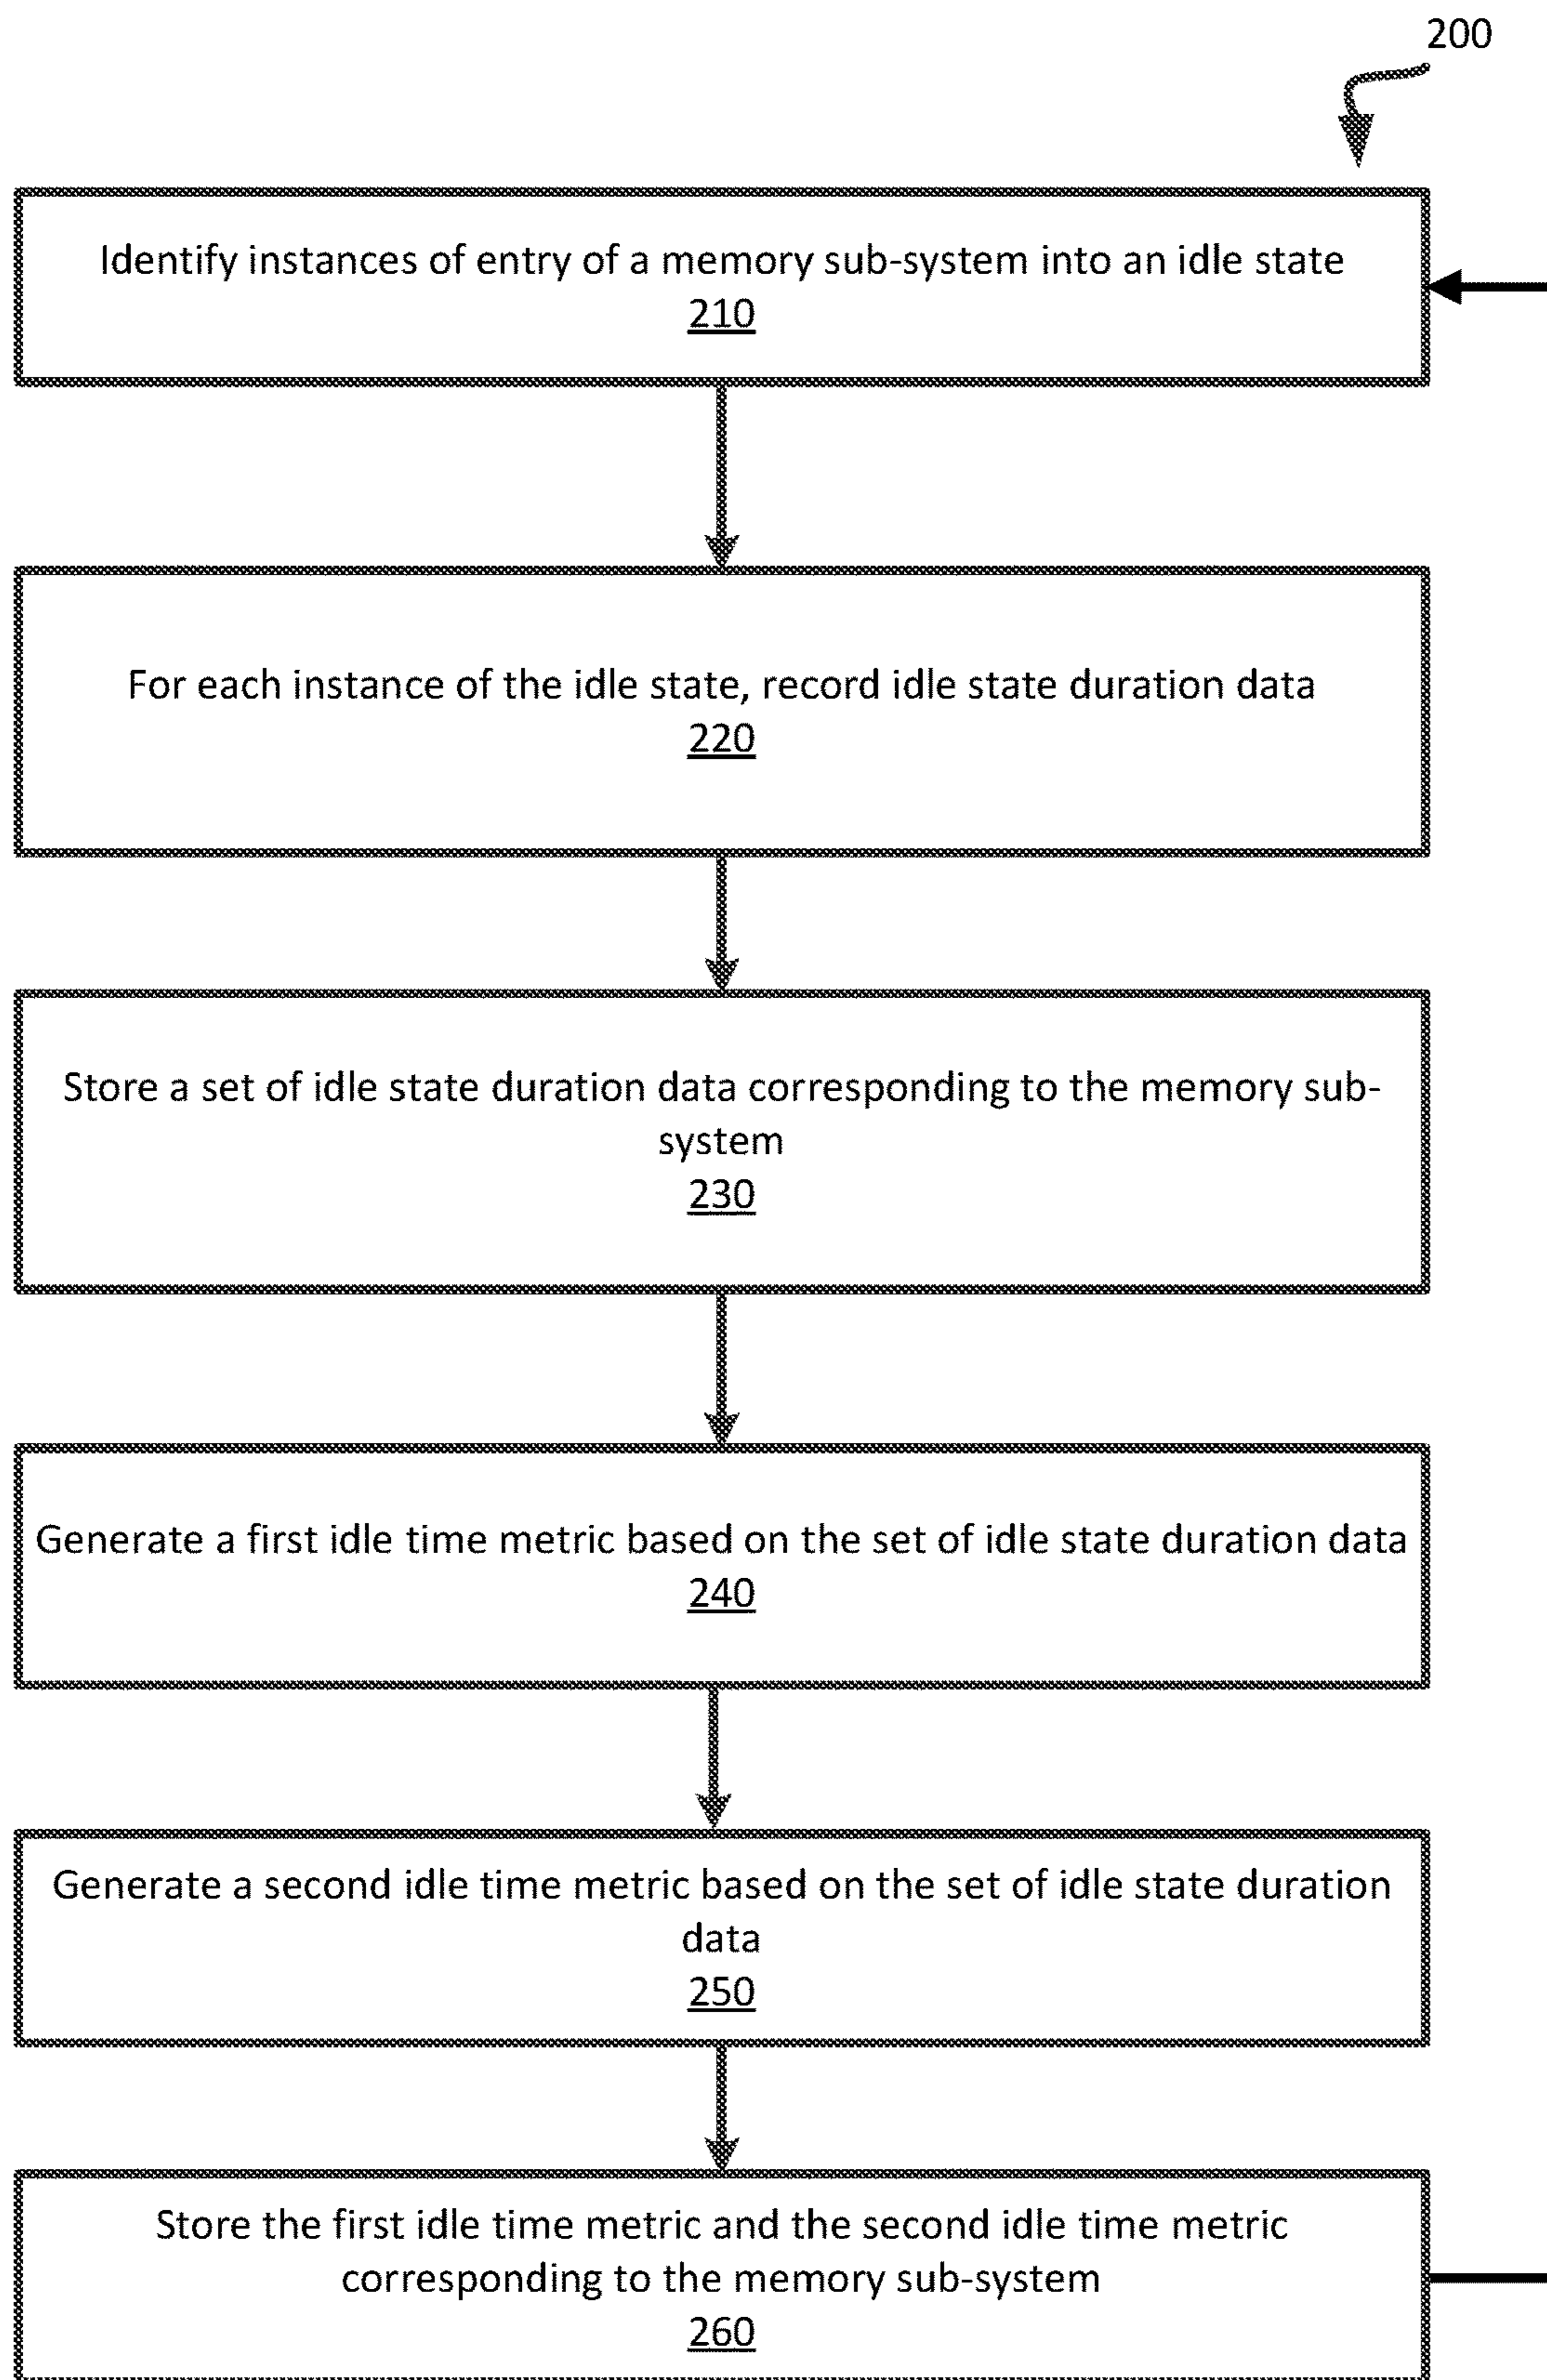 200
Identify instances of entry of a memory sub-system into an idle state
210
For each instance of the idle state, record idle state duration data
220
Store a set of idle state duration data corresponding to the memory sub-
system
230
Generate a first idle time metric based on the set of idle state duration data
240
Generate a second idle time metric based on the set of idle state duration
data
250
Store the first idle time metric and the second idle time metric
corresponding to the memory sub-system
260